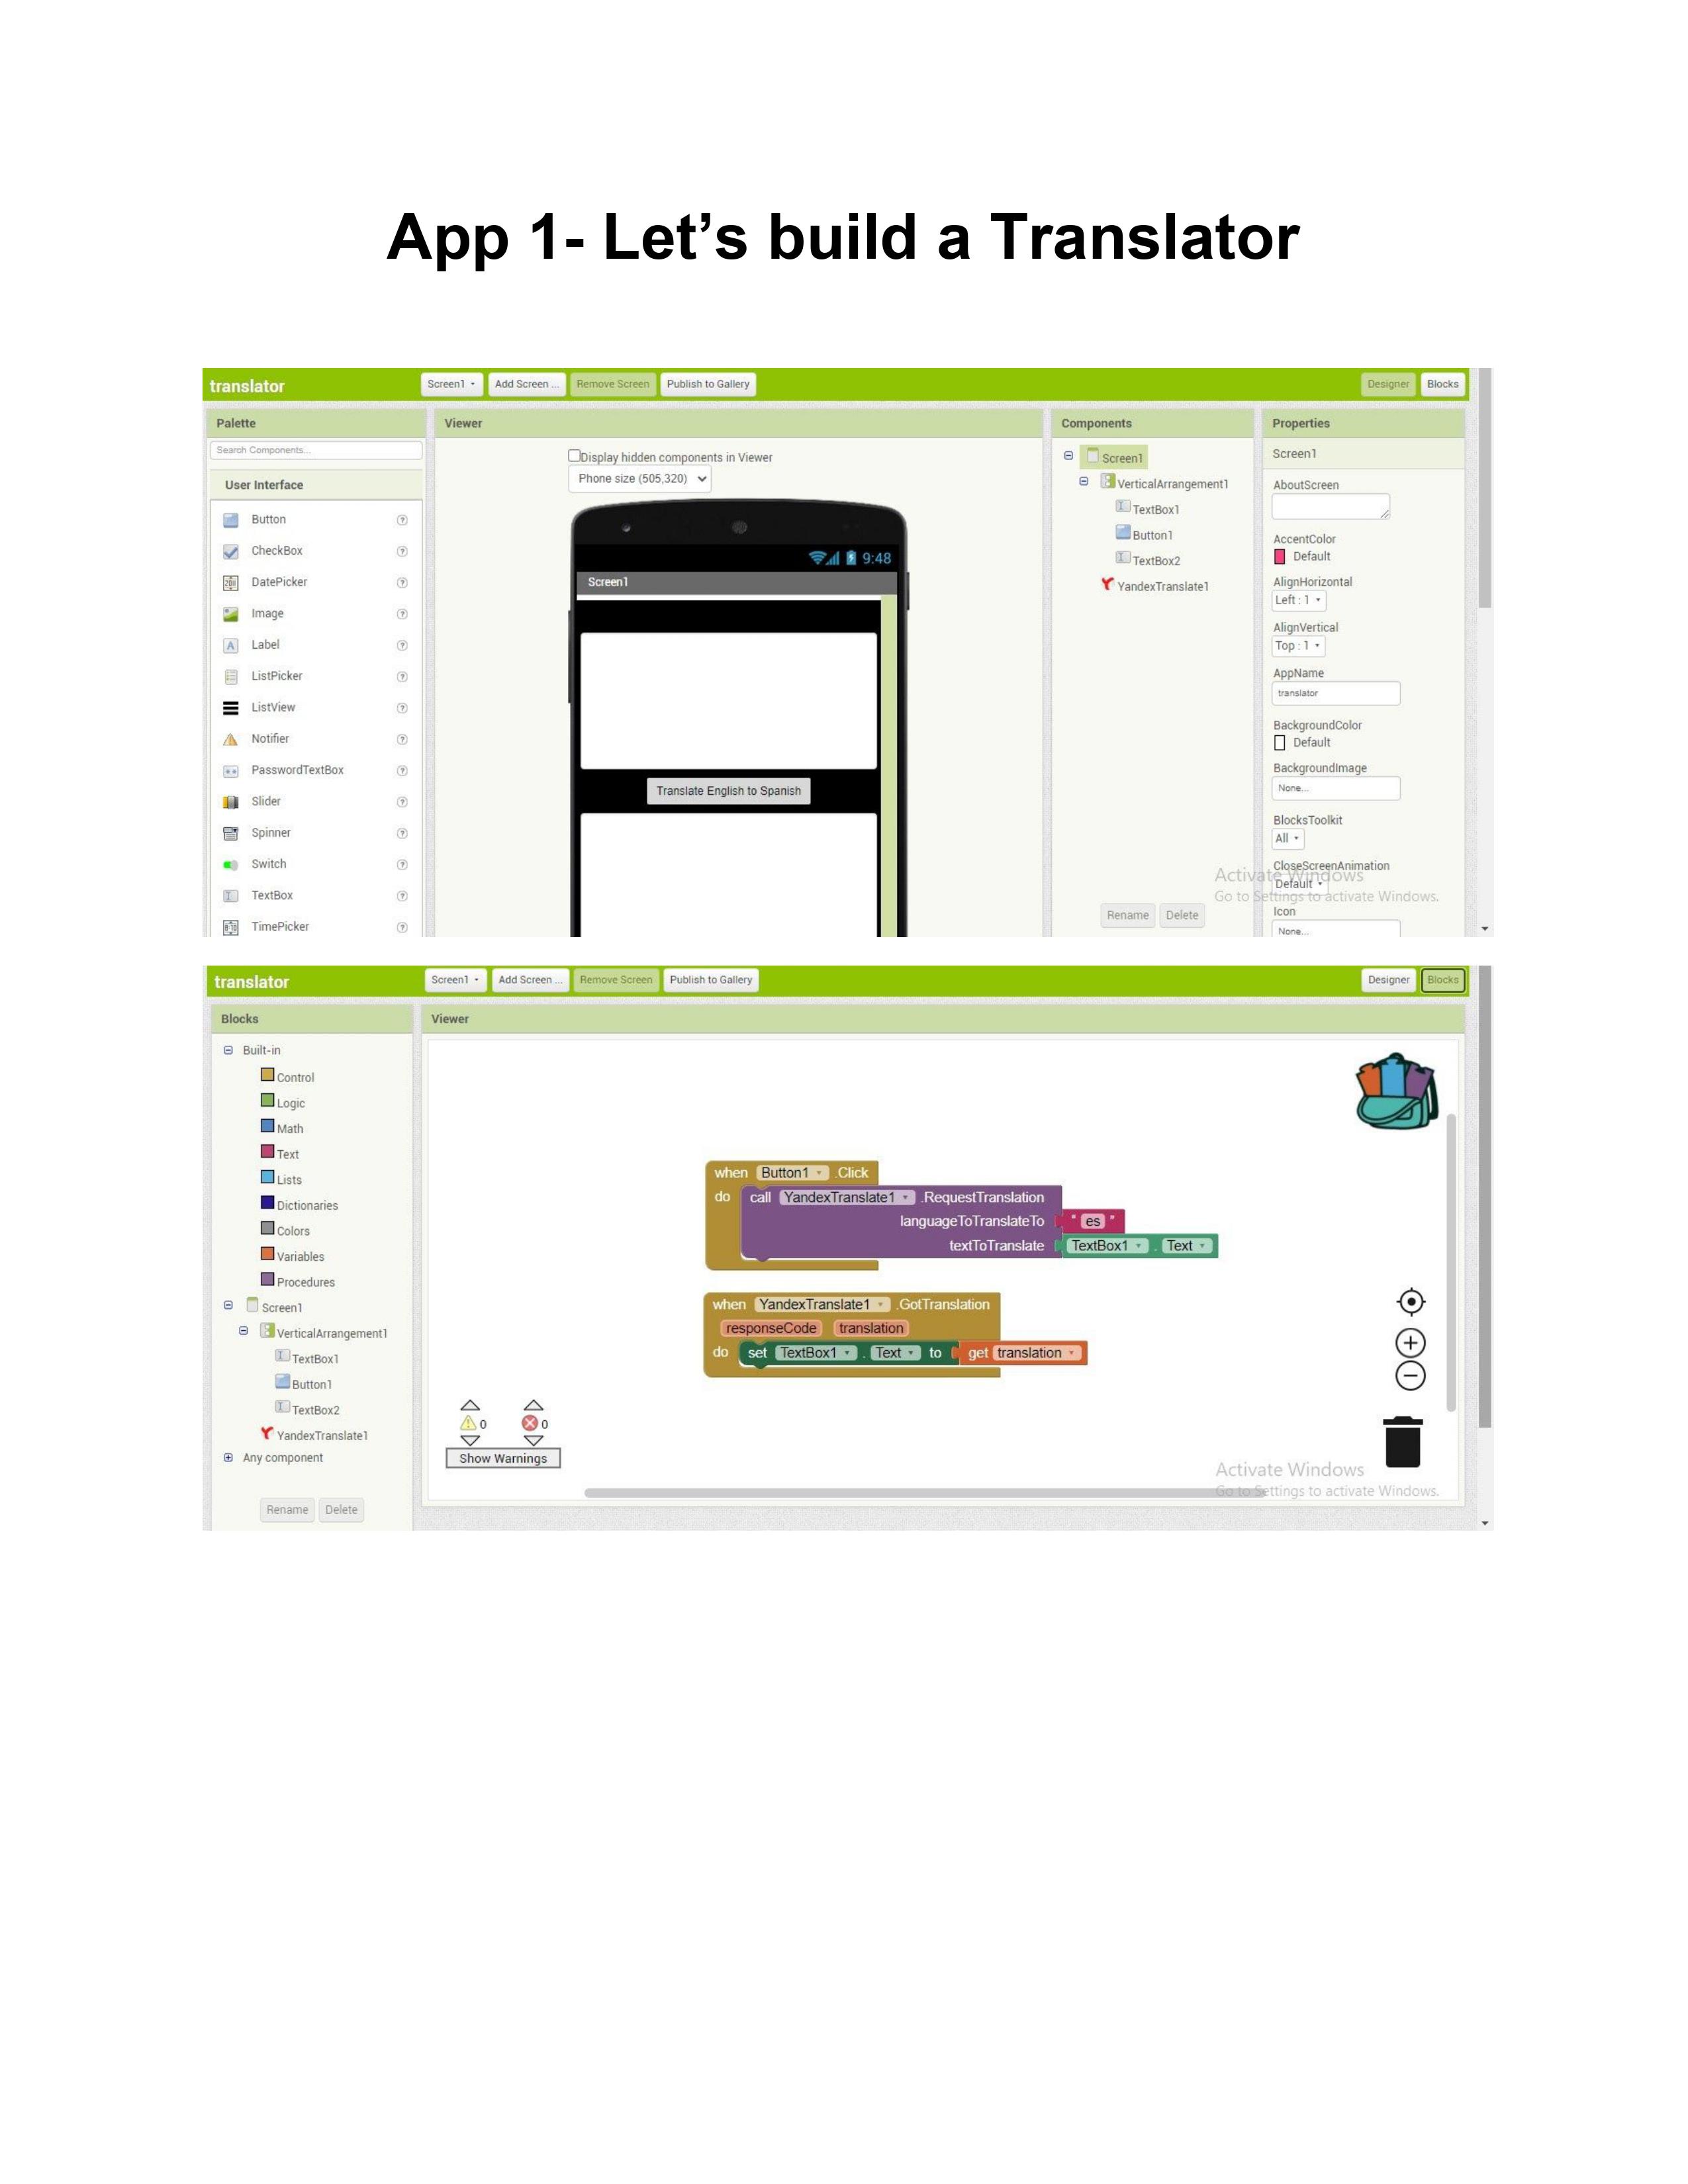 App 1- Let’s build a Translator
translator
Screen1
Add Screen ...
Remove Screen
Publish to Gallery
Designer
Blocks
Palette
Search Components...
User Interface
Button
CheckBox
DatePicker
Image
Label
ListPicker
ListView
Notifier
PasswordTextBox
Slider
Spinner
Switch
TextBox
TimePicker
Viewer
Display hidden components in Viewer
Phone size (505,320)
9:48
Screen1
Translate English to Spanish
Components
Screen1
VerticalArrangement1
TextBox1
Button1
TextBox2
YandexTranslate1
Rename
Delete
Properties
Screen1
AboutScreen
AccentColor
Default
AlignHorizontal
Left : 1
AlignVertical
Top : 1
AppName
translator
BackgroundColor
Default
BackgroundImage
None...
BlocksToolkit
All
CloseScreenAnimation
Default
Icon
None...
Activate Windows
Go to Settings to activate Windows.
translator
Screen1
Add Screen ...
Remove Screen
Publish to Gallery
Designer
Blocks
Blocks
Built-in
Control
Logic
Math
Text
Lists
Dictionaries
Colors
Variables
Procedures
Screen1
VerticalArrangement1
TextBox1
Button1
TextBox2
YandexTranslate1
Any component
Rename
Delete
Viewer
when Button1 .Click
do call YandexTranslate1 .RequestTranslation
languageToTranslateTo " es "
textToTranslate TextBox1 . Text
when YandexTranslate1 .GotTranslation
responseCode translation
do set TextBox1 . Text to get translation
0 0
Show Warnings
Activate Windows
Go to Settings to activate Windows.